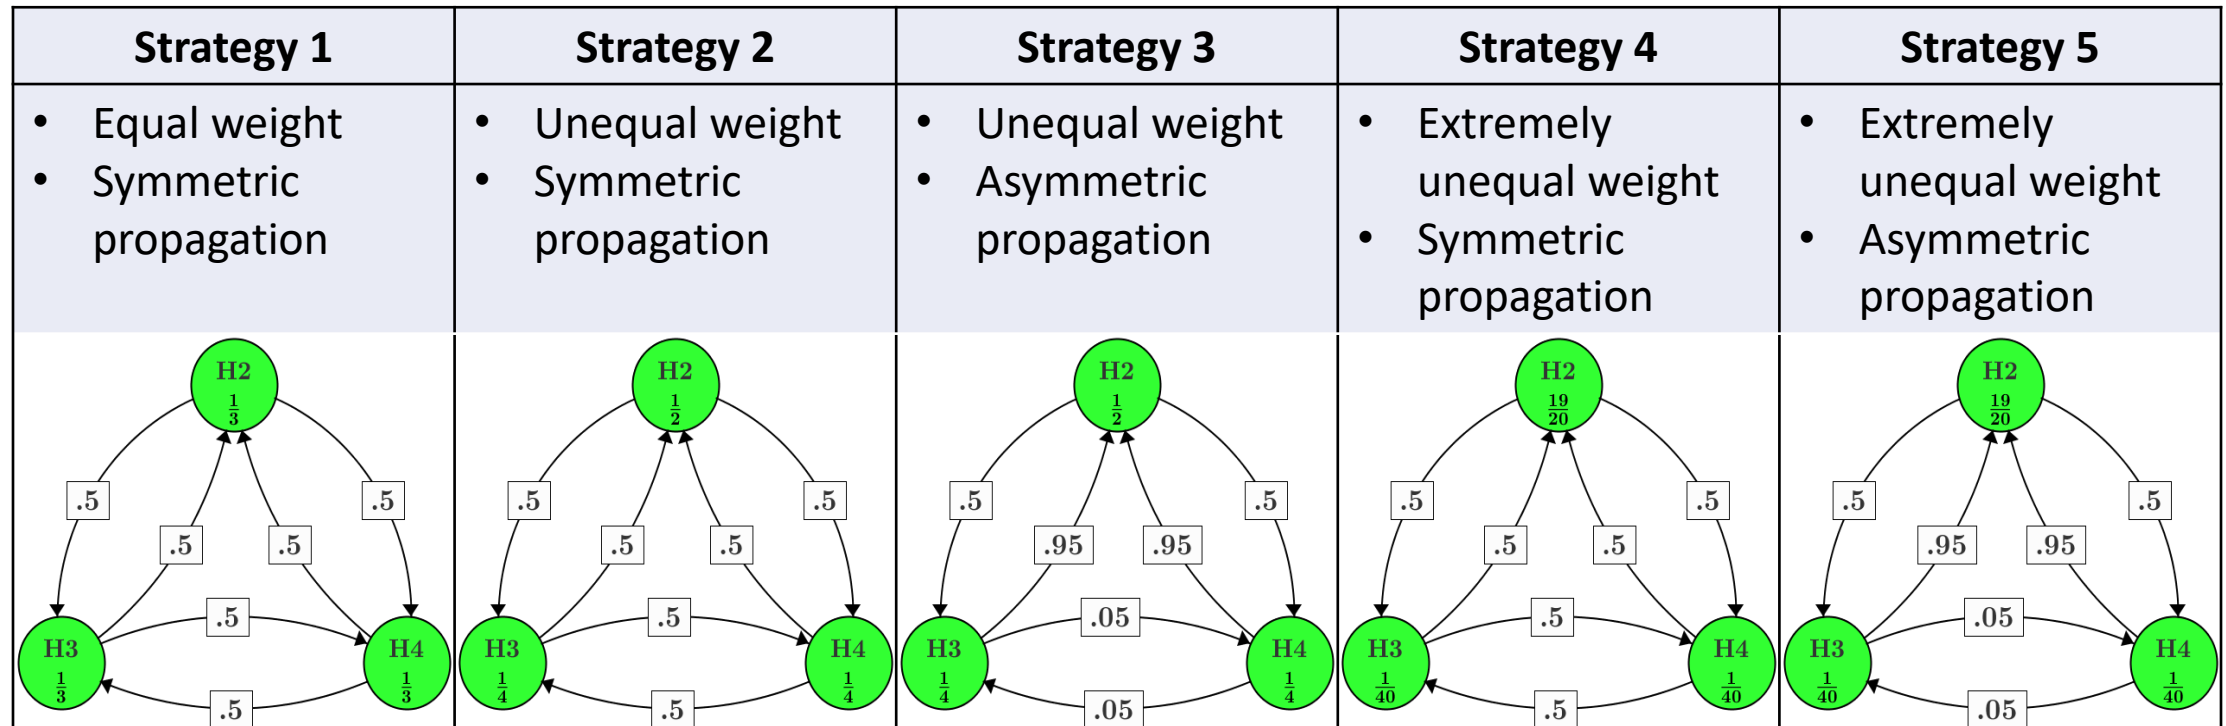 Strategy 1
Strategy 2
Strategy 3
Strategy 4
Strategy 5
• Equal weight
• Symmetric
propagation
• Unequal weight
• Symmetric
propagation
• Unequal weight
• Asymmetric
propagation
• Extremely
unequal weight
• Symmetric
propagation
• Extremely
unequal weight
• Asymmetric
propagation
H2
1/3
.5
.5
.5
.5
.5
H3
1/3
H4
1/3
.5
H2
1/2
.5
.5
.5
.5
.5
H3
1/4
H4
1/4
.5
H2
1/2
.5
.5
.95
.95
.05
H3
1/4
H4
1/4
.05
H2
19/20
.5
.5
.5
.5
.5
H3
1/40
H4
1/40
.5
H2
19/20
.5
.5
.95
.95
.05
H3
1/40
H4
1/40
.05